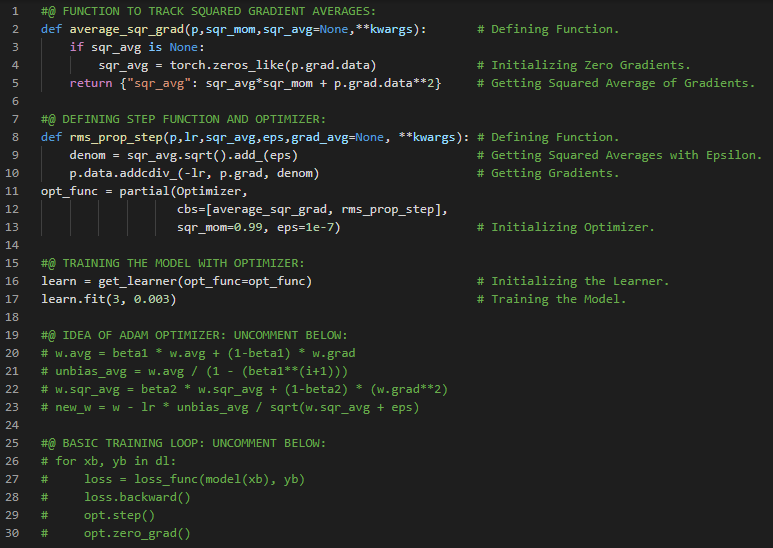 1 #@ FUNCTION TO TRACK SQUARED GRADIENT AVERAGES:
2 def average_sqr_grad(p,sqr_mom,sqr_avg=None,**kwargs): # Defining Function.
3 if sqr_avg is None:
4 sqr_avg = torch.zeros_like(p.grad.data) # Initializing Zero Gradients.
5 return {"sqr_avg": sqr_avg*sqr_mom + p.grad.data**2} # Getting Squared Average of Gradients.
6
7 #@ DEFINING STEP FUNCTION AND OPTIMIZER:
8 def rms_prop_step(p,lr,sqr_avg,eps,grad_avg=None, **kwargs): # Defining Function.
9 denom = sqr_avg.sqrt().add_(eps) # Getting Squared Averages with Epsilon.
10 p.data.addcdiv_(-lr, p.grad, denom) # Getting Gradients.
11 opt_func = partial(Optimizer,
12 cbs=[average_sqr_grad, rms_prop_step],
13 sqr_mom=0.99, eps=1e-7) # Initializing Optimizer.
14
15 #@ TRAINING THE MODEL WITH OPTIMIZER:
16 learn = get_learner(opt_func=opt_func) # Initializing the Learner.
17 learn.fit(3, 0.003) # Training the Model.
18
19 #@ IDEA OF ADAM OPTIMIZER: UNCOMMENT BELOW:
20 # w.avg = beta1 * w.avg + (1-beta1) * w.grad
21 # unbias_avg = w.avg / (1 - (beta1**(i+1)))
22 # w.sqr_avg = beta2 * w.sqr_avg + (1-beta2) * (w.grad**2)
23 # new_w = w - lr * unbias_avg / sqrt(w.sqr_avg + eps)
24
25 #@ BASIC TRAINING LOOP: UNCOMMENT BELOW:
26 # for xb, yb in dl:
27 # loss = loss_func(model(xb), yb)
28 # loss.backward()
29 # opt.step()
30 # opt.zero_grad()